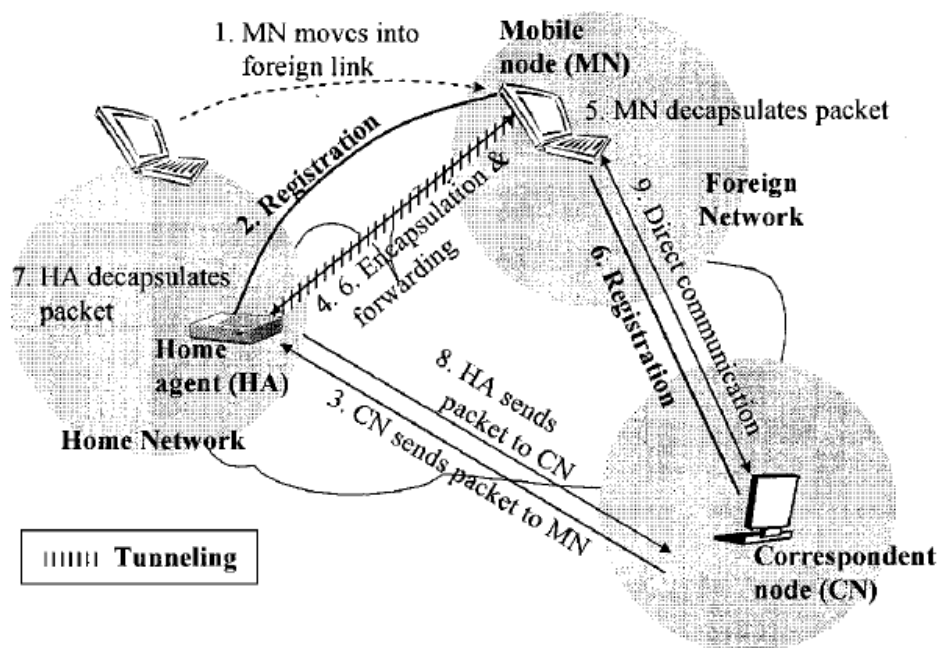 1. MN moves into
foreign link
Mobile
node (MN)
5. MN decapsulates packet
2. Registration
4. 6. Encapsulation &
forwarding
Foreign
Network
9. Direct communication
6. Registration
7. HA decapsulates
packet
Home
agent (HA)
Home Network
8. HA sends
packet to CN
3. CN sends packet to MN
Tunneling
Correspondent
node (CN)